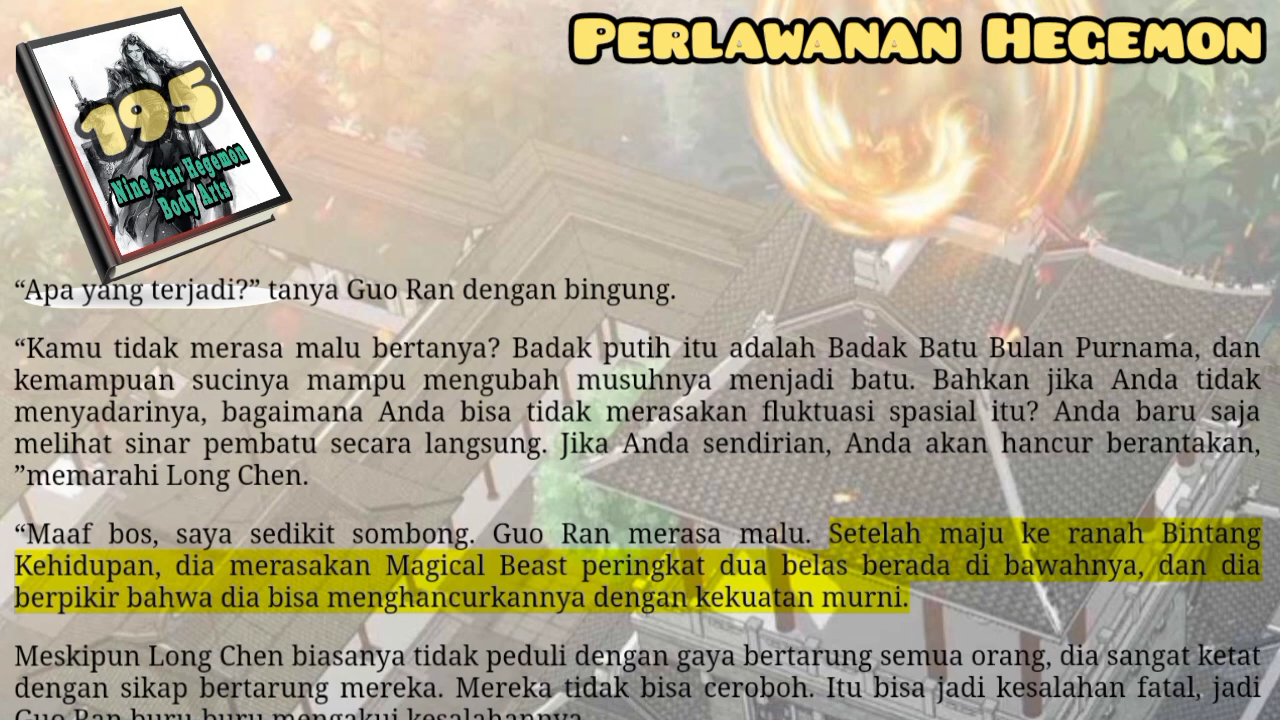 PERLAWANAN HEGEMON
195
Nine Star Hegemon
Body Arts
“Apa yang terjadi?” tanya Guo Ran dengan bingung.
“Kamu tidak merasa malu bertanya? Badak putih itu adalah Badak Batu Bulan Purnama, dan
kemampuan sucinya mampu mengubah musuhnya menjadi batu. Bahkan jika Anda tidak
menyadarinya, bagaimana Anda bisa tidak merasakan fluktuasi spasial itu? Anda baru saja
melihat sinar pembatu secara langsung. Jika Anda sendirian, Anda akan hancur berantakan,
”memarahi Long Chen.
“Maaf bos, saya sedikit sombong. Guo Ran merasa malu. Setelah maju ke ranah Bintang
Kehidupan, dia merasakan Magical Beast peringkat dua belas berada di bawahnya, dan dia
berpikir bahwa dia bisa menghancurkannya dengan kekuatan murni.
Meskipun Long Chen biasanya tidak peduli dengan gaya bertarung semua orang, dia sangat ketat
dengan sikap bertarung mereka. Mereka tidak bisa ceroboh. Itu bisa jadi kesalahan fatal, jadi
Guo Ran buru-buru mengakui kesalahannya.